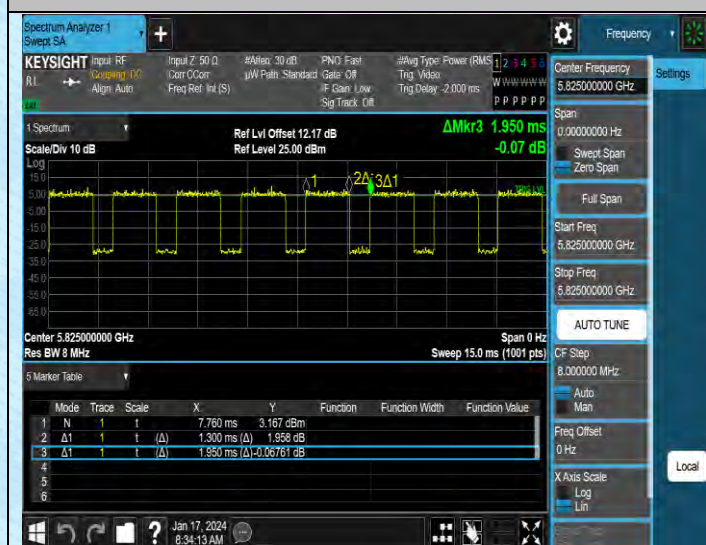 Spectrum Analyzer 1
Swept SA
+
Frequency
KEYSIGHT
Input: RF
Coupling: DC
Align: Auto
Input Z: 50 Ω
Corr CCorr
Freq Ref: Int (S)
#Atten: 30 dB
µW Path: Standard
PNO: Fast
Gate: Off
IF Gain: Low
Sig Track: Off
#Avg Type: Power (RMS
Trig: Video
Trig Delay: -2.000 ms
1 2 3 4 5 6
W W W W W W
P P P P P P
Center Frequency
5.825000000 GHz
Settings
Span
0.00000000 Hz
Swept Span
Zero Span
Full Span
Start Freq
5.825000000 GHz
Stop Freq
5.825000000 GHz
AUTO TUNE
CF Step
8.000000 MHz
Auto
Man
Freq Offset
0 Hz
X Axis Scale
Log
Lin
Local
1 Spectrum
Scale/Div 10 dB
Ref Lvl Offset 12.17 dB
Ref Level 25.00 dBm
ΔMkr3 1.950 ms
-0.07 dB
Log
15.0
5.00
-5.00
-15.0
-25.0
-35.0
-45.0
-55.0
-65.0
1
2Δ1
3Δ1
TRIG LVL
Center 5.825000000 GHz
Res BW 8 MHz
Span 0 Hz
Sweep 15.0 ms (1001 pts)
5 Marker Table
Mode Trace Scale X Y Function Function Width Function Value
1 N 1 t 7.760 ms 3.167 dBm
2 Δ1 1 t (Δ) 1.300 ms (Δ) 1.958 dB
3 Δ1 1 t (Δ) 1.950 ms (Δ) -0.06761 dB
4
5
6
?
Jan 17, 2024
8:34:13 AM